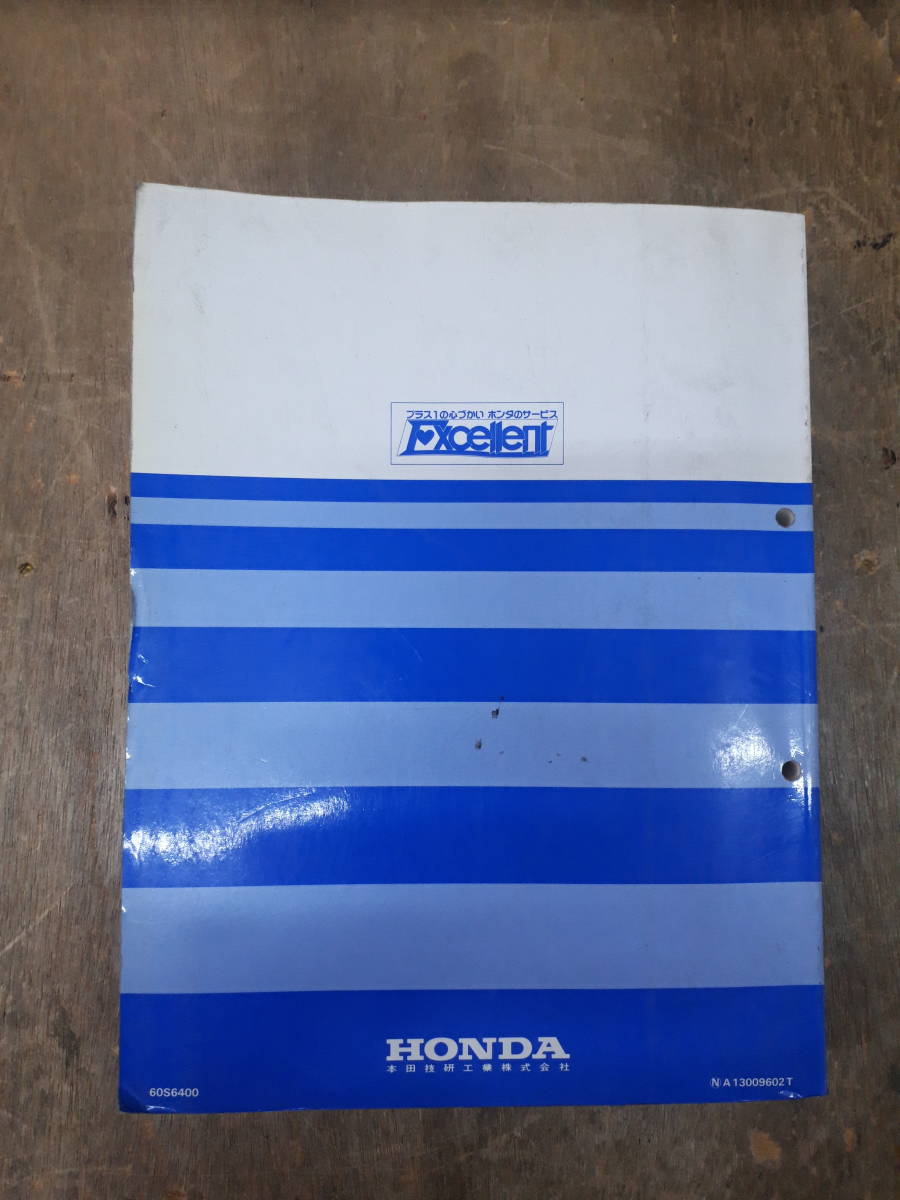 プラス1の心づかい ホンダのサービス
Excellent
HONDA
本田技研工業株式会社
60S6400
Ⓝ A13009602T